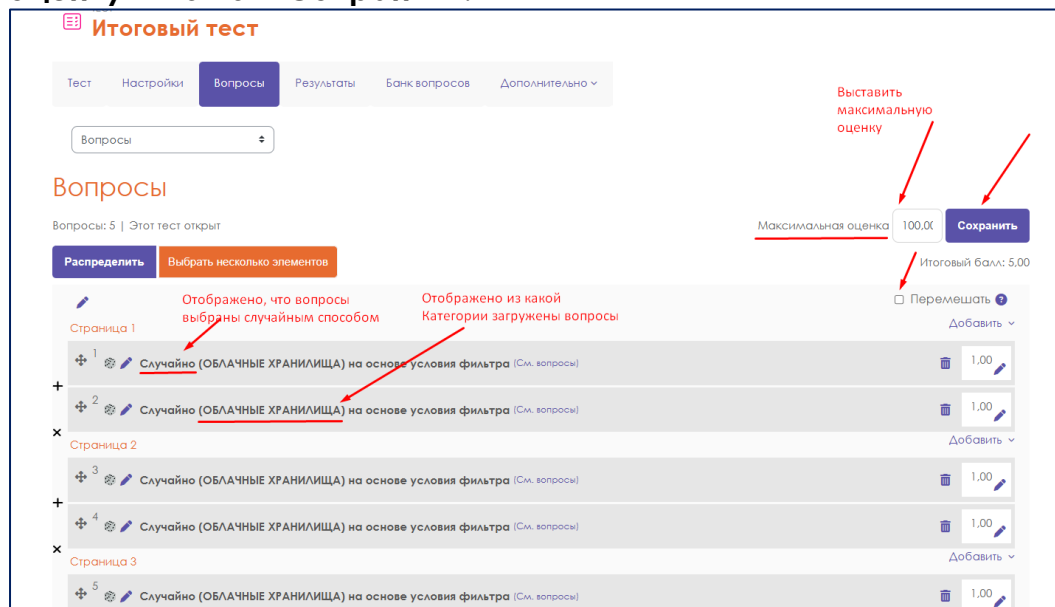 Итоговый тест
Тест Настройки Вопросы Результаты Банк вопросов Дополнительно
Выставить
максимальную
оценку
Вопросы
Вопросы
Вопросы: 5 | Этот тест открыт
Максимальная оценка 100,00 Сохранить
Распределить Выбрать несколько элементов
Итоговый балл: 5,00
Отображено, что вопросы
выбраны случайным способом
Отображено из какой
Категории загружены вопросы
Перемешать ?
Страница 1
Добавить
1 Случайно (ОБЛАЧНЫЕ ХРАНИЛИЩА) на основе условия фильтра (См. вопросы) 1,00
2 Случайно (ОБЛАЧНЫЕ ХРАНИЛИЩА) на основе условия фильтра (См. вопросы) 1,00
Страница 2
Добавить
3 Случайно (ОБЛАЧНЫЕ ХРАНИЛИЩА) на основе условия фильтра (См. вопросы) 1,00
4 Случайно (ОБЛАЧНЫЕ ХРАНИЛИЩА) на основе условия фильтра (См. вопросы) 1,00
Страница 3
Добавить
5 Случайно (ОБЛАЧНЫЕ ХРАНИЛИЩА) на основе условия фильтра (См. вопросы) 1,00